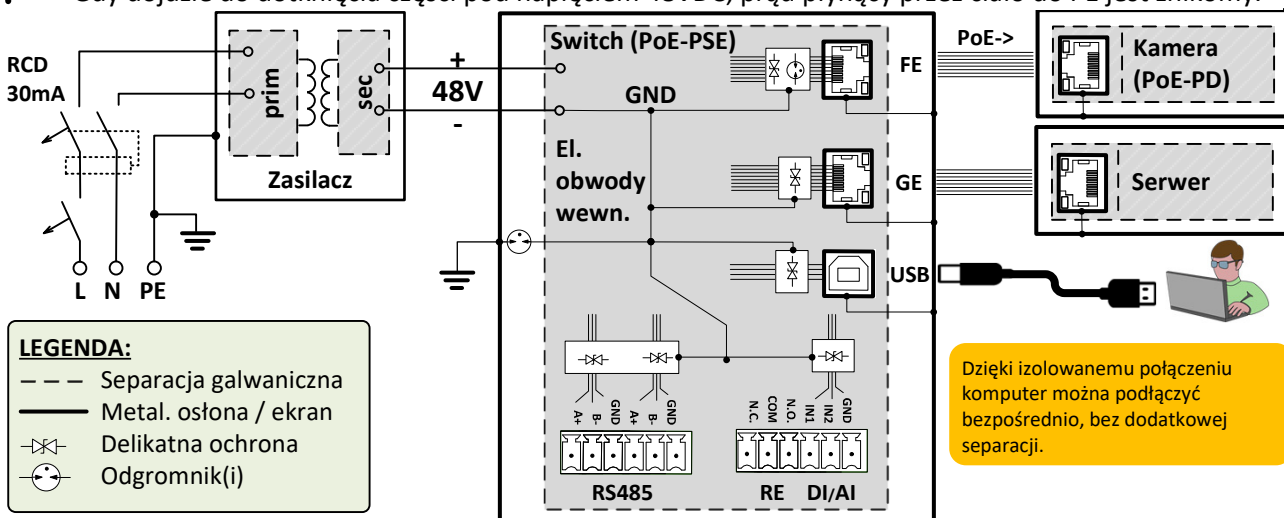 Gdy dojdzie do dotknięcia części pod napięciem 48VDC, prąd płynący przez ciało do PE jest znikomy.
RCD
30mA
prim
sec
Zasilacz
L N PE
+
48V
-
Switch (PoE-PSE)
GND
El.
obwody
wewn.
FE
GE
USB
PoE->
Kamera
(PoE-PD)
Serwer
A+ B- GND A+ B- GND
N.C. COM N.O. IN1 IN2 GND
RS485
RE DI/AI
LEGENDA:
Separacja galwaniczna
Metal. osłona / ekran
Delikatna ochrona
Odgromnik(i)
Dzięki izolowanemu połączeniu
komputer można podłączyć
bezpośrednio, bez dodatkowej
separacji.